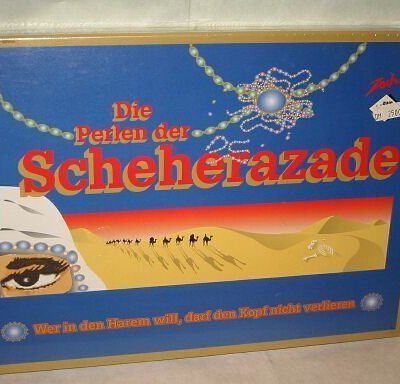 Die
Perlen der
Scheherazade
Wer in den Harem will, darf den Kopf nicht verlieren